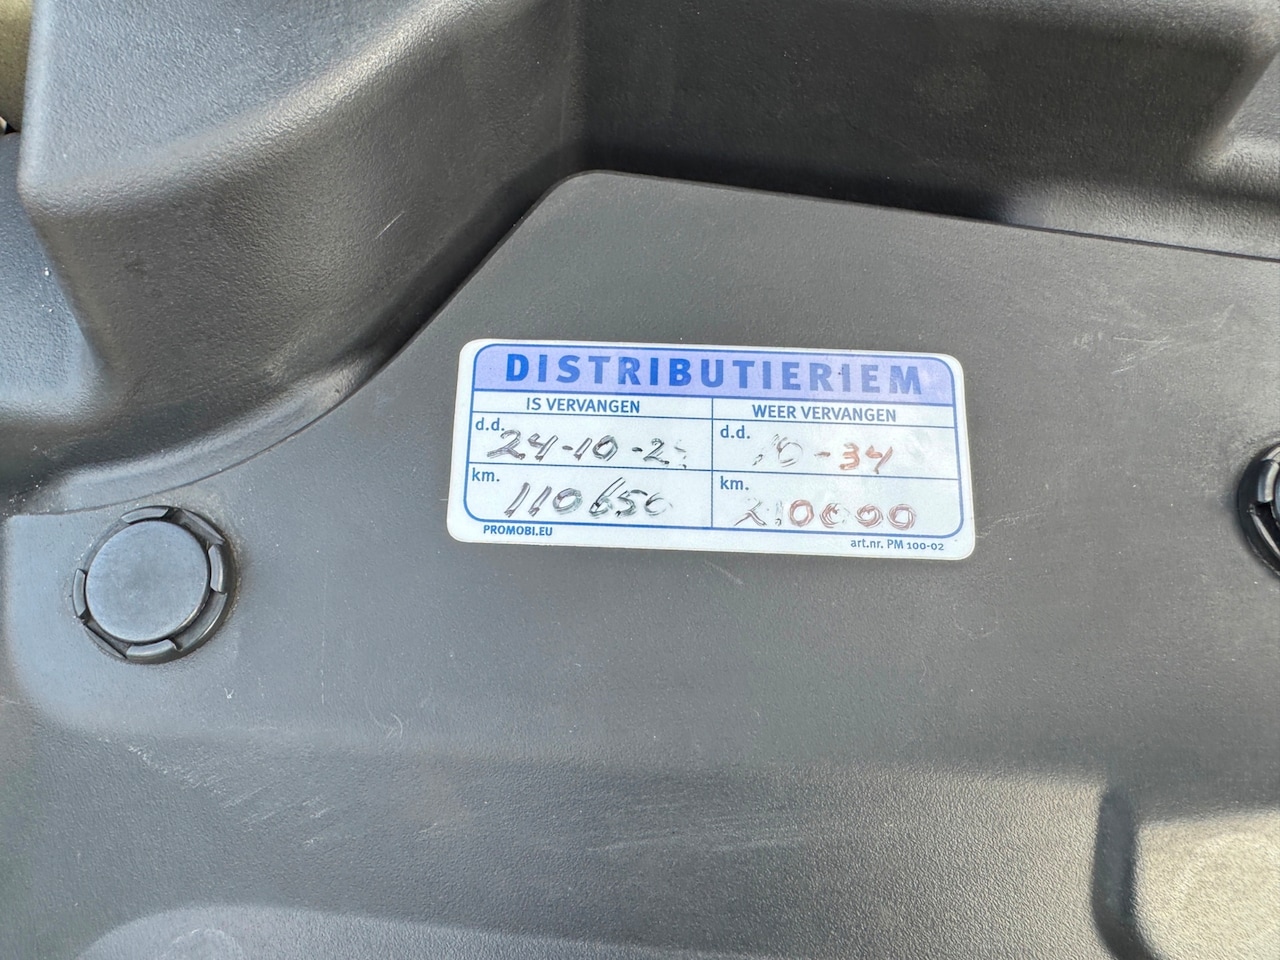 DISTRIBUTIERIEM
IS VERVANGEN
WEER VERVANGEN
d.d. 24-10-2
d.d. 10-34
km. 110650
km. 210000
PROMOBI.EU
art.nr. PM 100-02